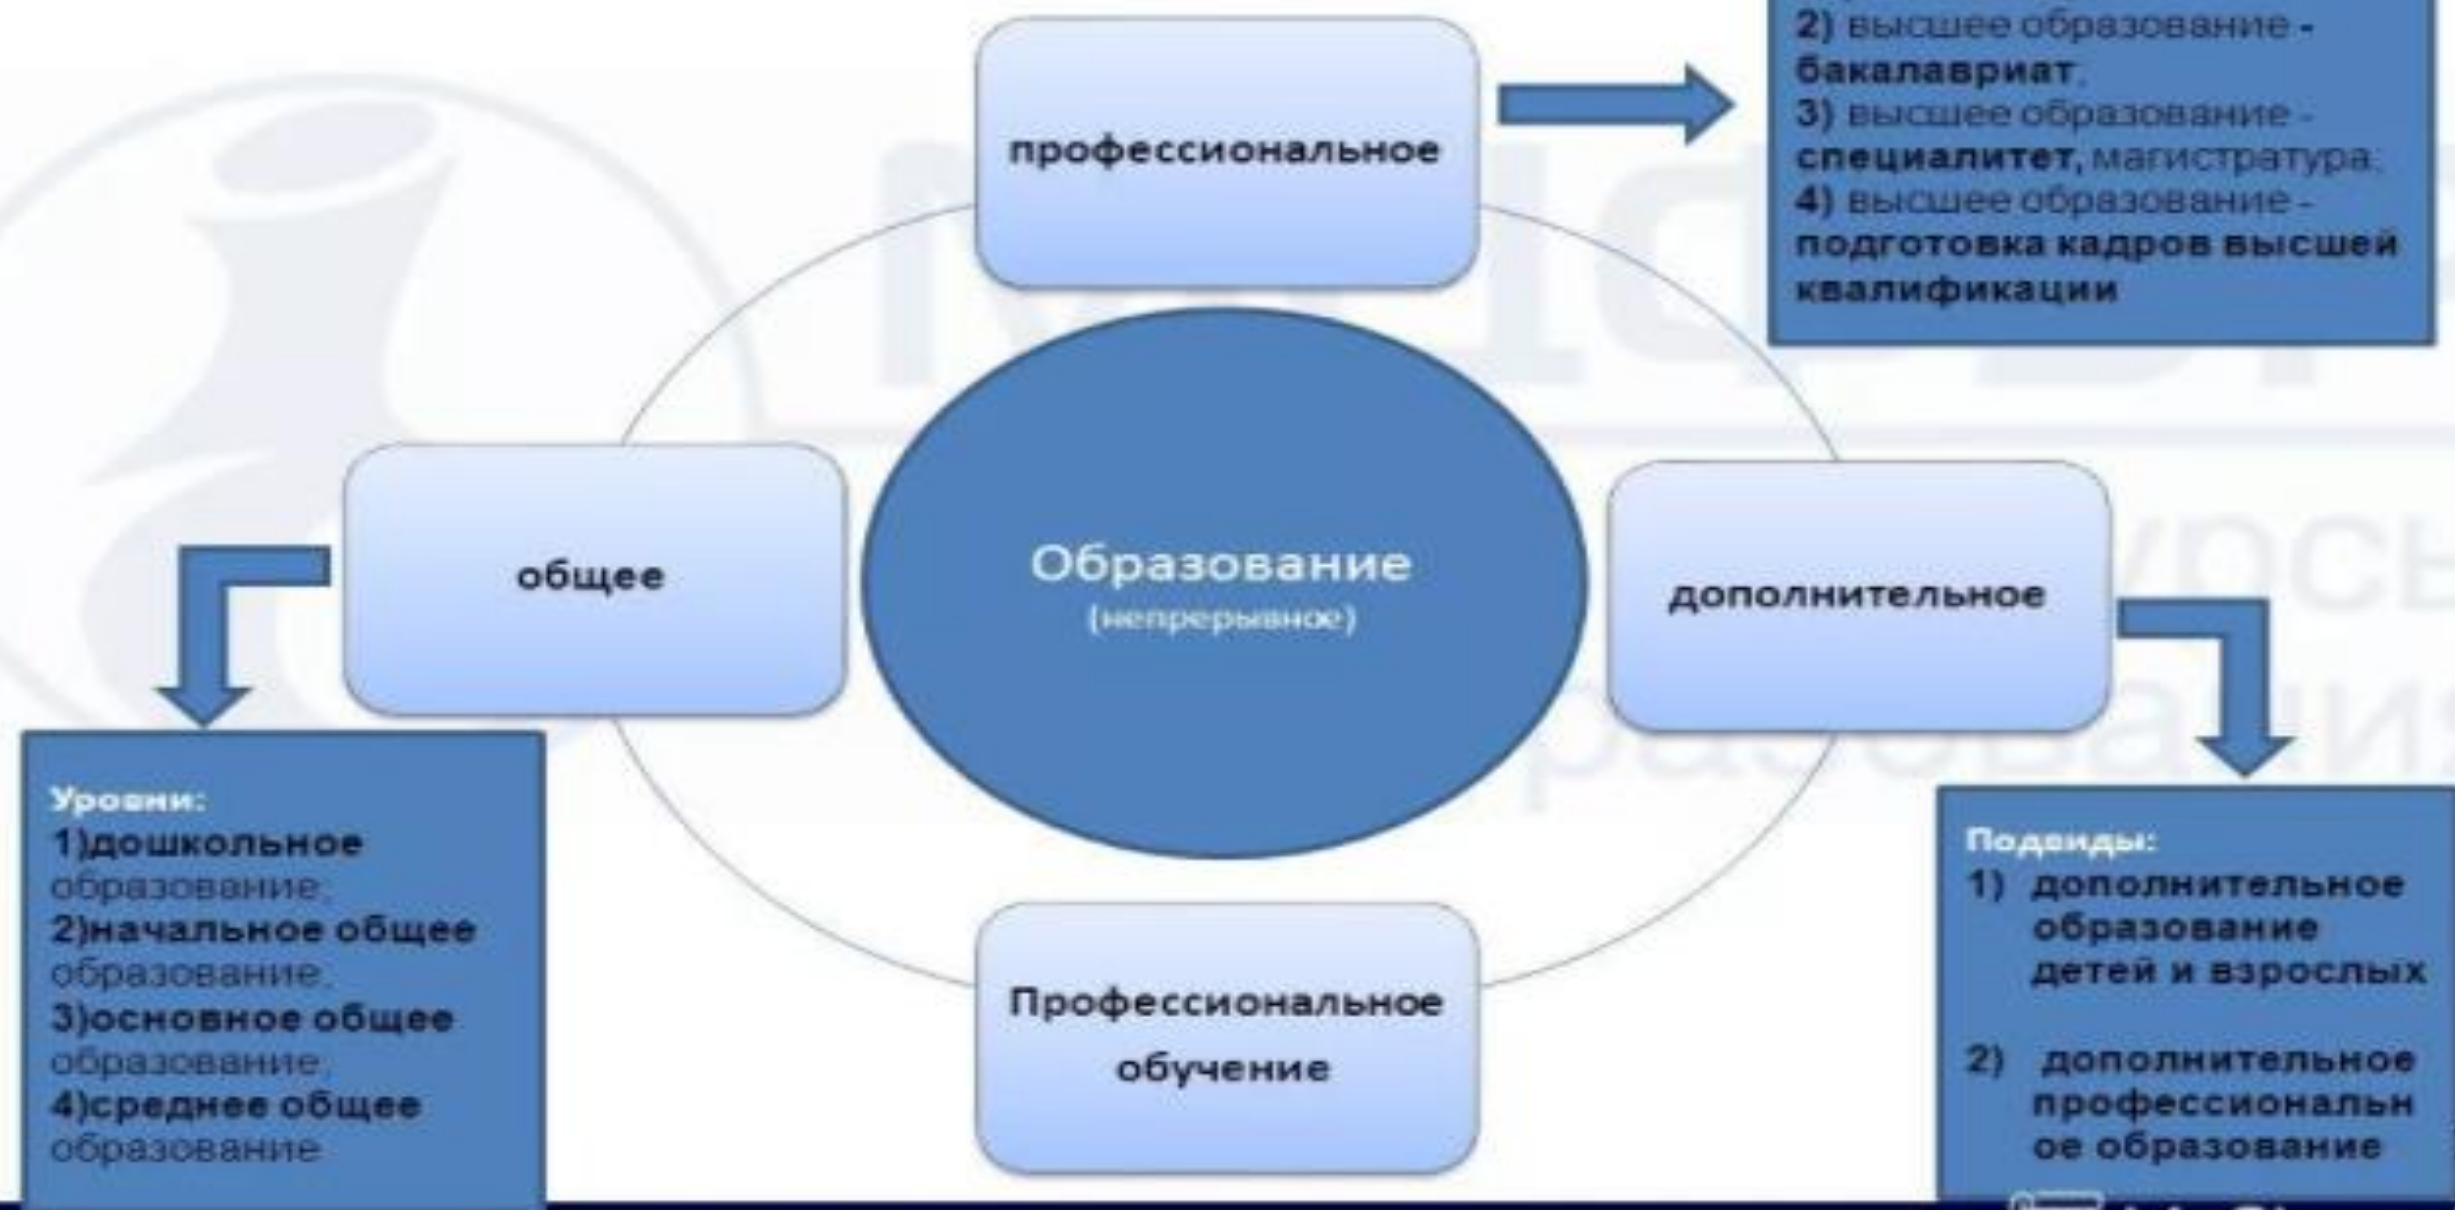 2) высшее образование -
бакалавриат;
3) высшее образование -
специалитет, магистратура;
4) высшее образование -
подготовка кадров высшей
квалификации
профессиональное
общее
Образование
(непрерывное)
дополнительное
Профессиональное
обучение
Уровни:
1)дошкольное
образование;
2)начальное общее
образование;
3)основное общее
образование;
4)среднее общее
образование
Подвиды:
1) дополнительное
образование
детей и взрослых
2) дополнительное
профессиональн
ое образование